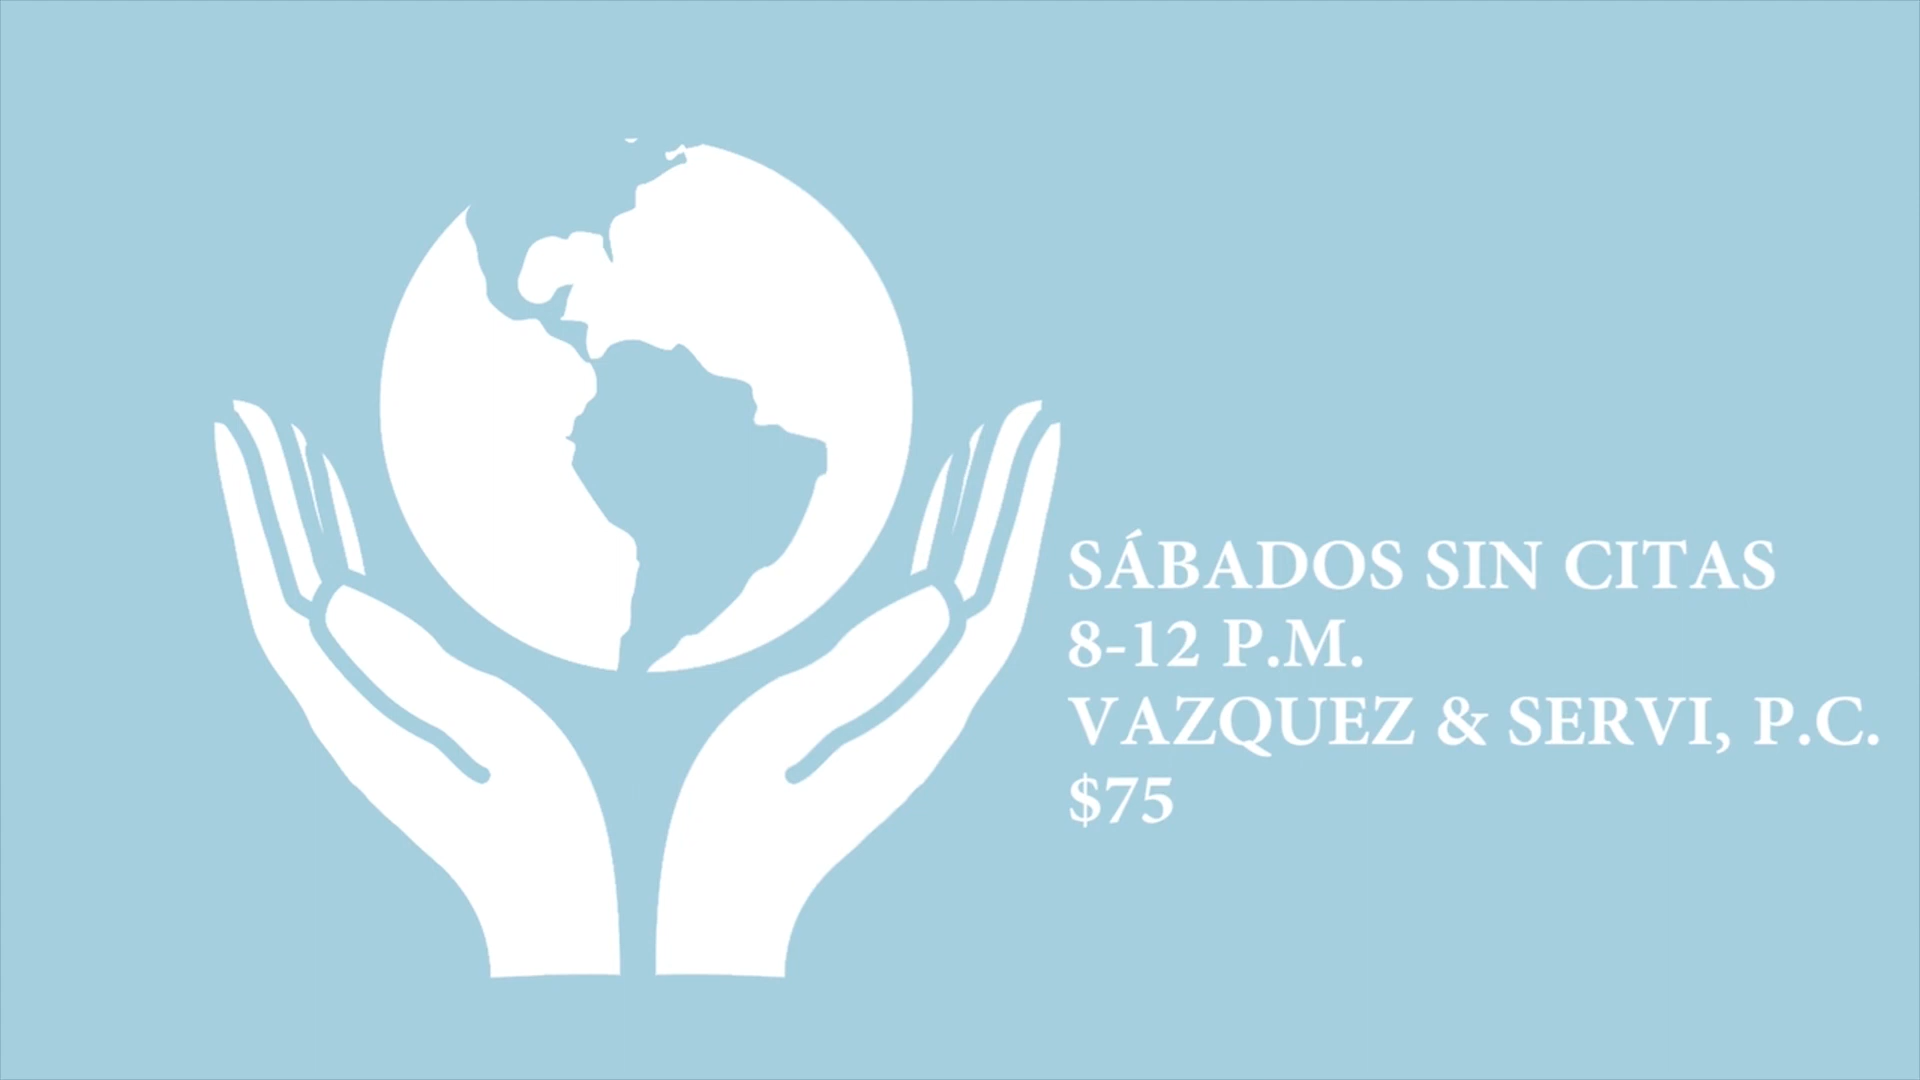 SÁBADOS SIN CITAS
8-12 P.M.
VAZQUEZ & SERVI, P.C.
$75